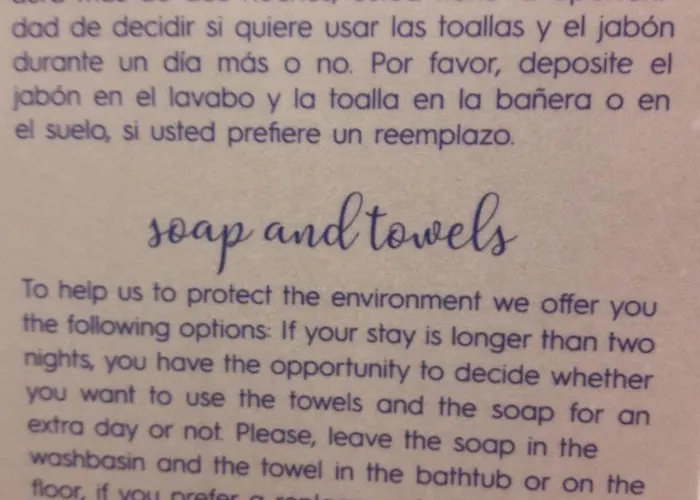 dad de decidir si quiere usar las toallas y el jabón
durante un día más o no. Por favor, deposite el
jabón en el lavabo y la toalla en la bañera o en
el suelo, si usted prefiere un reemplazo.
soap and towels
To help us to protect the environment we offer you
the following options: If your stay is longer than two
nights, you have the opportunity to decide whether
you want to use the towels and the soap for an
extra day or not. Please, leave the soap in the
washbasin and the towel in the bathtub or on the
floor, if you prefer a